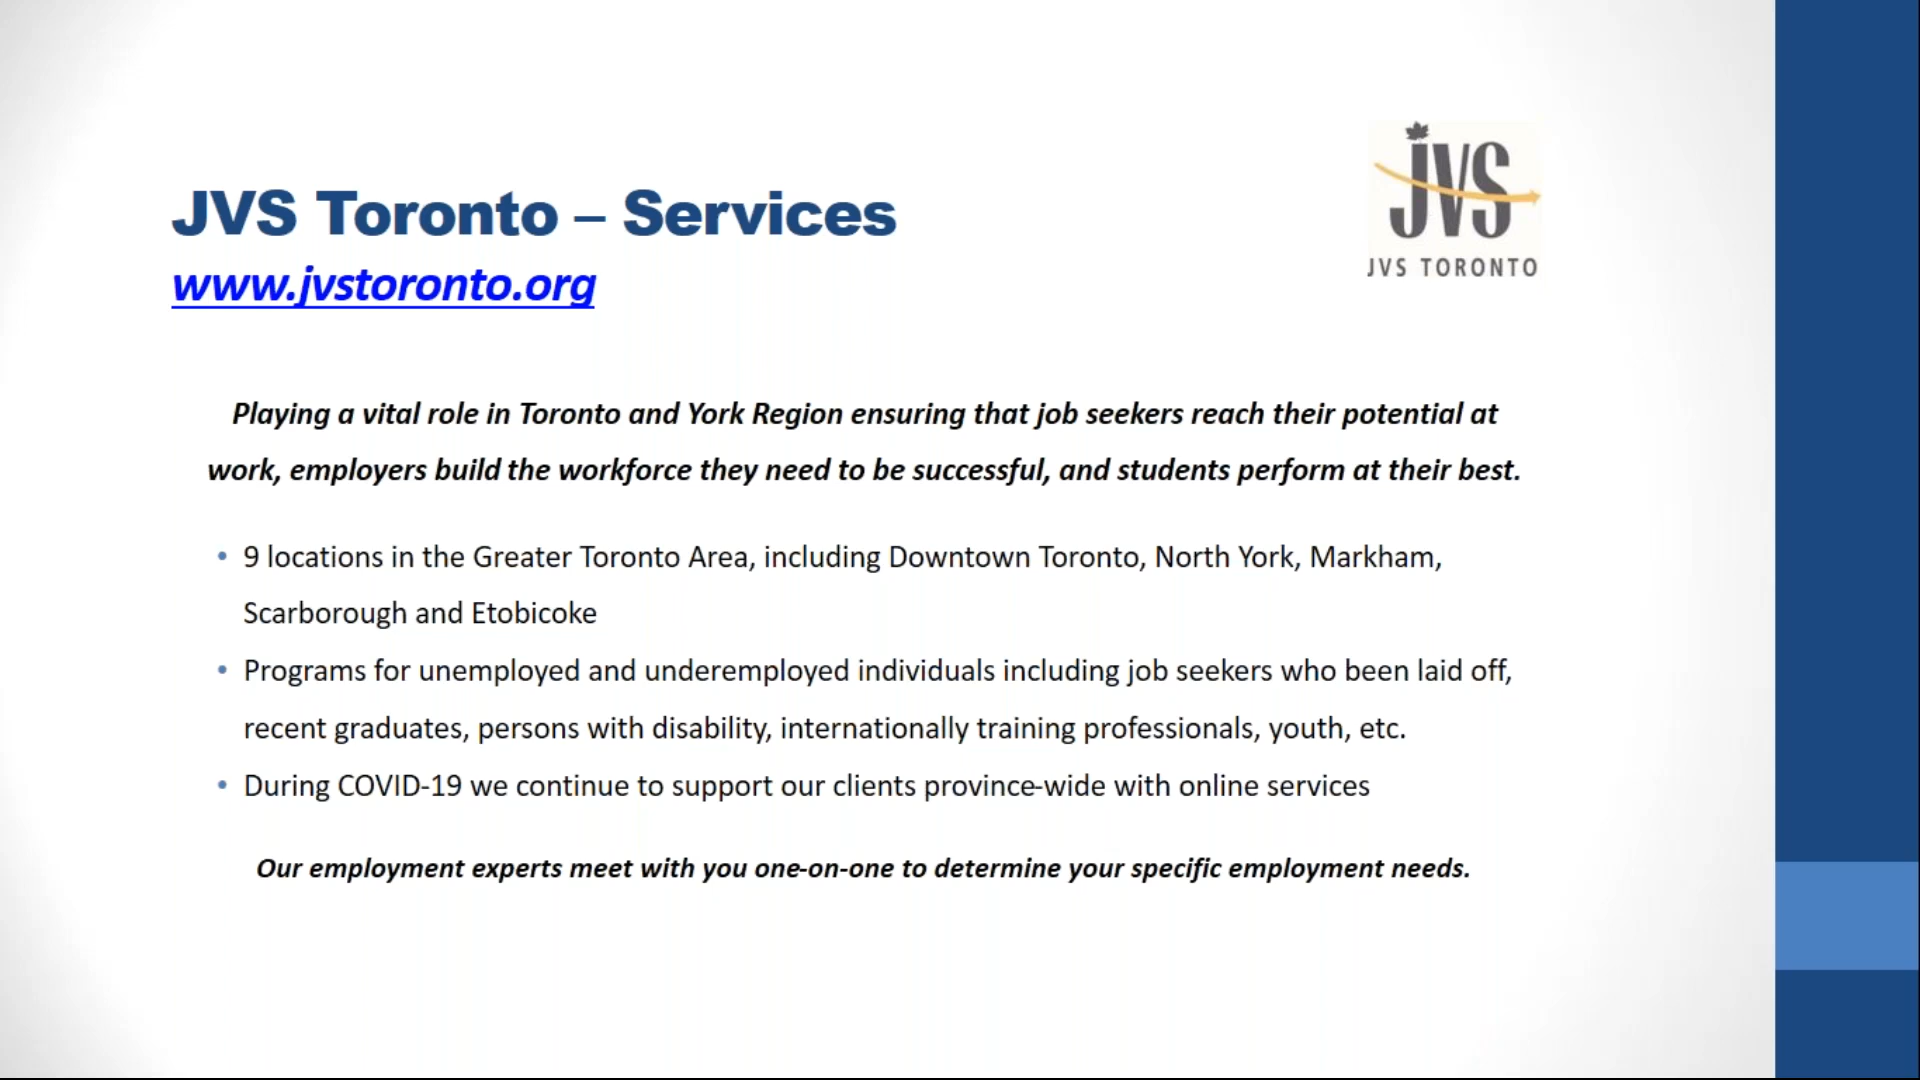 JVS
JVS TORONTO
JVS Toronto – Services
www.jvstoronto.org
Playing a vital role in Toronto and York Region ensuring that job seekers reach their potential at
work, employers build the workforce they need to be successful, and students perform at their best.
• 9 locations in the Greater Toronto Area, including Downtown Toronto, North York, Markham,
Scarborough and Etobicoke
• Programs for unemployed and underemployed individuals including job seekers who been laid off,
recent graduates, persons with disability, internationally training professionals, youth, etc.
• During COVID-19 we continue to support our clients province-wide with online services
Our employment experts meet with you one-on-one to determine your specific employment needs.